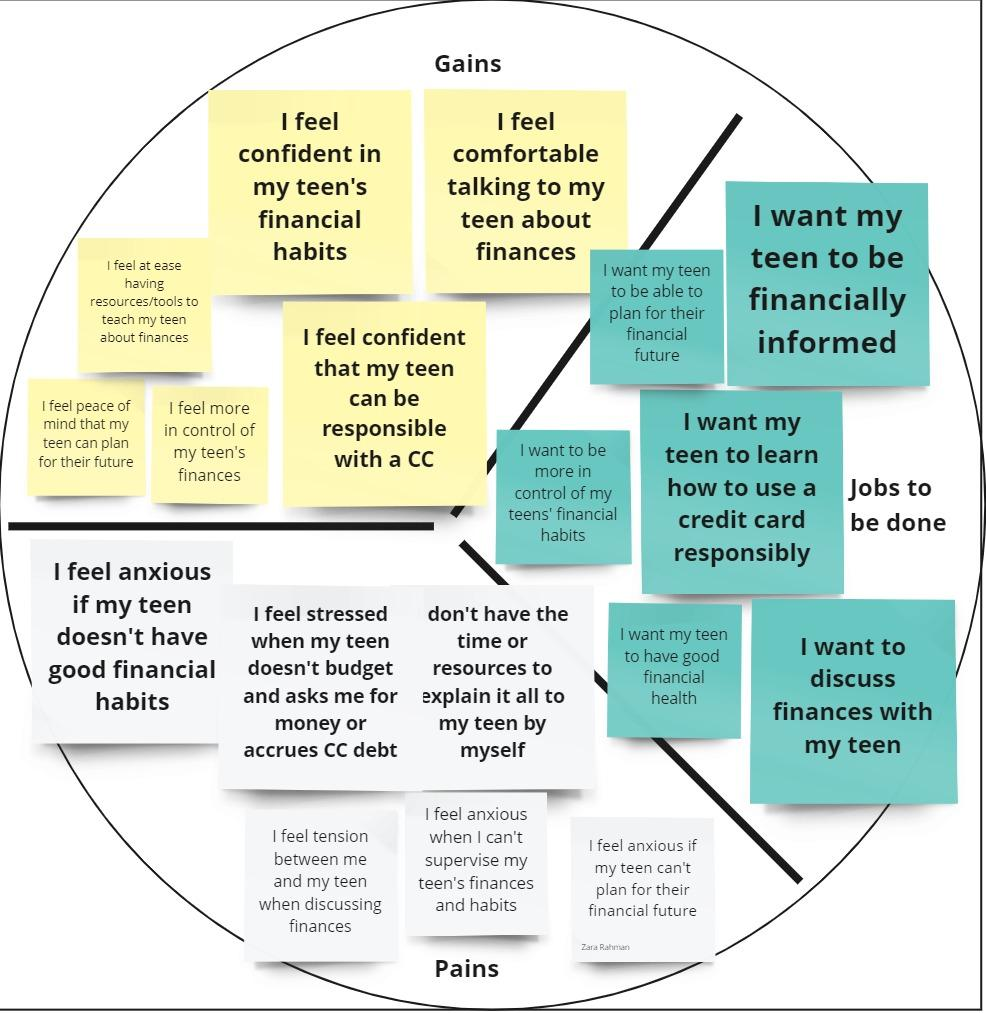 Gains
I feel
confident in
my teen's
financial
habits
I feel
comfortable
talking to my
teen about
finances
I feel at ease
having
resources/tools to
teach my teen
about finances
I feel confident
that my teen
can be
responsible
with a CC
I feel peace of
mind that my
teen can plan
for their future
I feel more
in control of
my teen's
finances
I want my
teen to be
financially
informed
I want my teen
to be able to
plan for their
financial
future
I want my
teen to learn
how to use a
credit card
responsibly
I want to be
more in
control of my
teens' financial
habits
Jobs to
be done
I want my teen
to have good
financial
health
I want to
discuss
finances with
my teen
I feel anxious
if my teen
doesn't have
good financial
habits
I feel stressed
when my teen
doesn't budget
and asks me for
money or
accrues CC debt
don't have the
time or
resources to
explain it all to
my teen by
myself
I feel tension
between me
and my teen
when discussing
finances
I feel anxious
when I can't
supervise my
teen's finances
and habits
I feel anxious if
my teen can't
plan for their
financial future
Zara Rahman
Pains